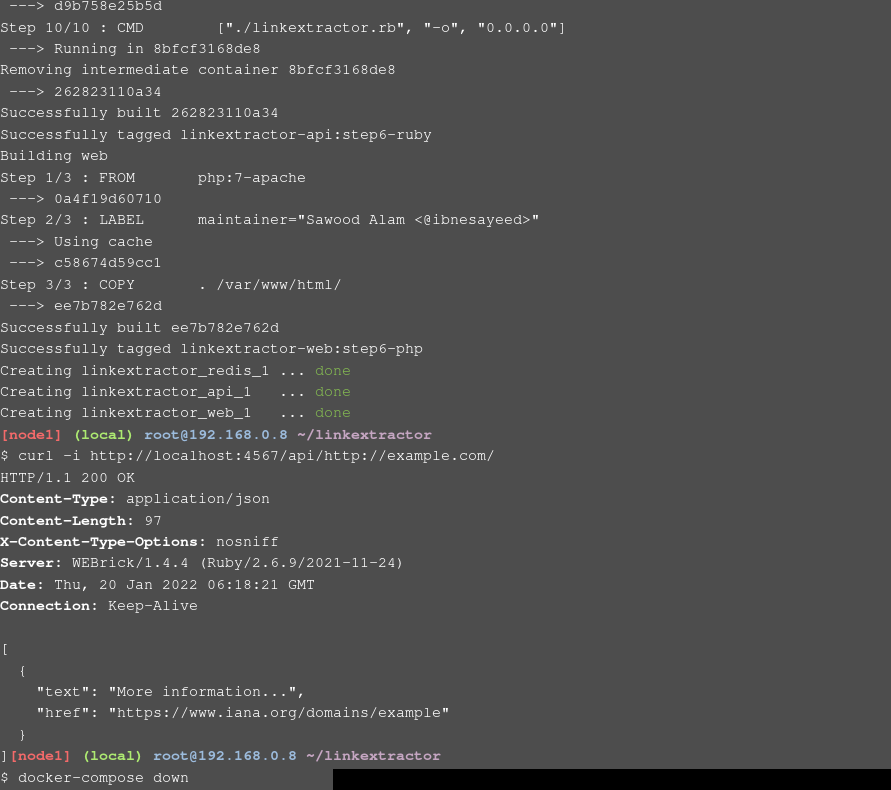 ---> d9b758e25b5d
Step 10/10 : CMD        ["./linkextractor.rb", "-o", "0.0.0.0"]
 ---> Running in 8bfcf3168de8
Removing intermediate container 8bfcf3168de8
 ---> 262823110a34
Successfully built 262823110a34
Successfully tagged linkextractor-api:step6-ruby
Building web
Step 1/3 : FROM       php:7-apache
 ---> 0a4f19d60710
Step 2/3 : LABEL      maintainer="Sawood Alam <@ibnesayeed>"
 ---> Using cache
 ---> c58674d59cc1
Step 3/3 : COPY       . /var/www/html/
 ---> ee7b782e762d
Successfully built ee7b782e762d
Successfully tagged linkextractor-web:step6-php
Creating linkextractor_redis_1 ... done
Creating linkextractor_api_1   ... done
Creating linkextractor_web_1   ... done
[node1] (local) root@192.168.0.8 ~/linkextractor
$ curl -i http://localhost:4567/api/http://example.com/
HTTP/1.1 200 OK
Content-Type: application/json
Content-Length: 97
X-Content-Type-Options: nosniff
Server: WEBrick/1.4.4 (Ruby/2.6.9/2021-11-24)
Date: Thu, 20 Jan 2022 06:18:21 GMT
Connection: Keep-Alive

[
  {
    "text": "More information...",
    "href": "https://www.iana.org/domains/example"
  }
][node1] (local) root@192.168.0.8 ~/linkextractor
$ docker-compose down